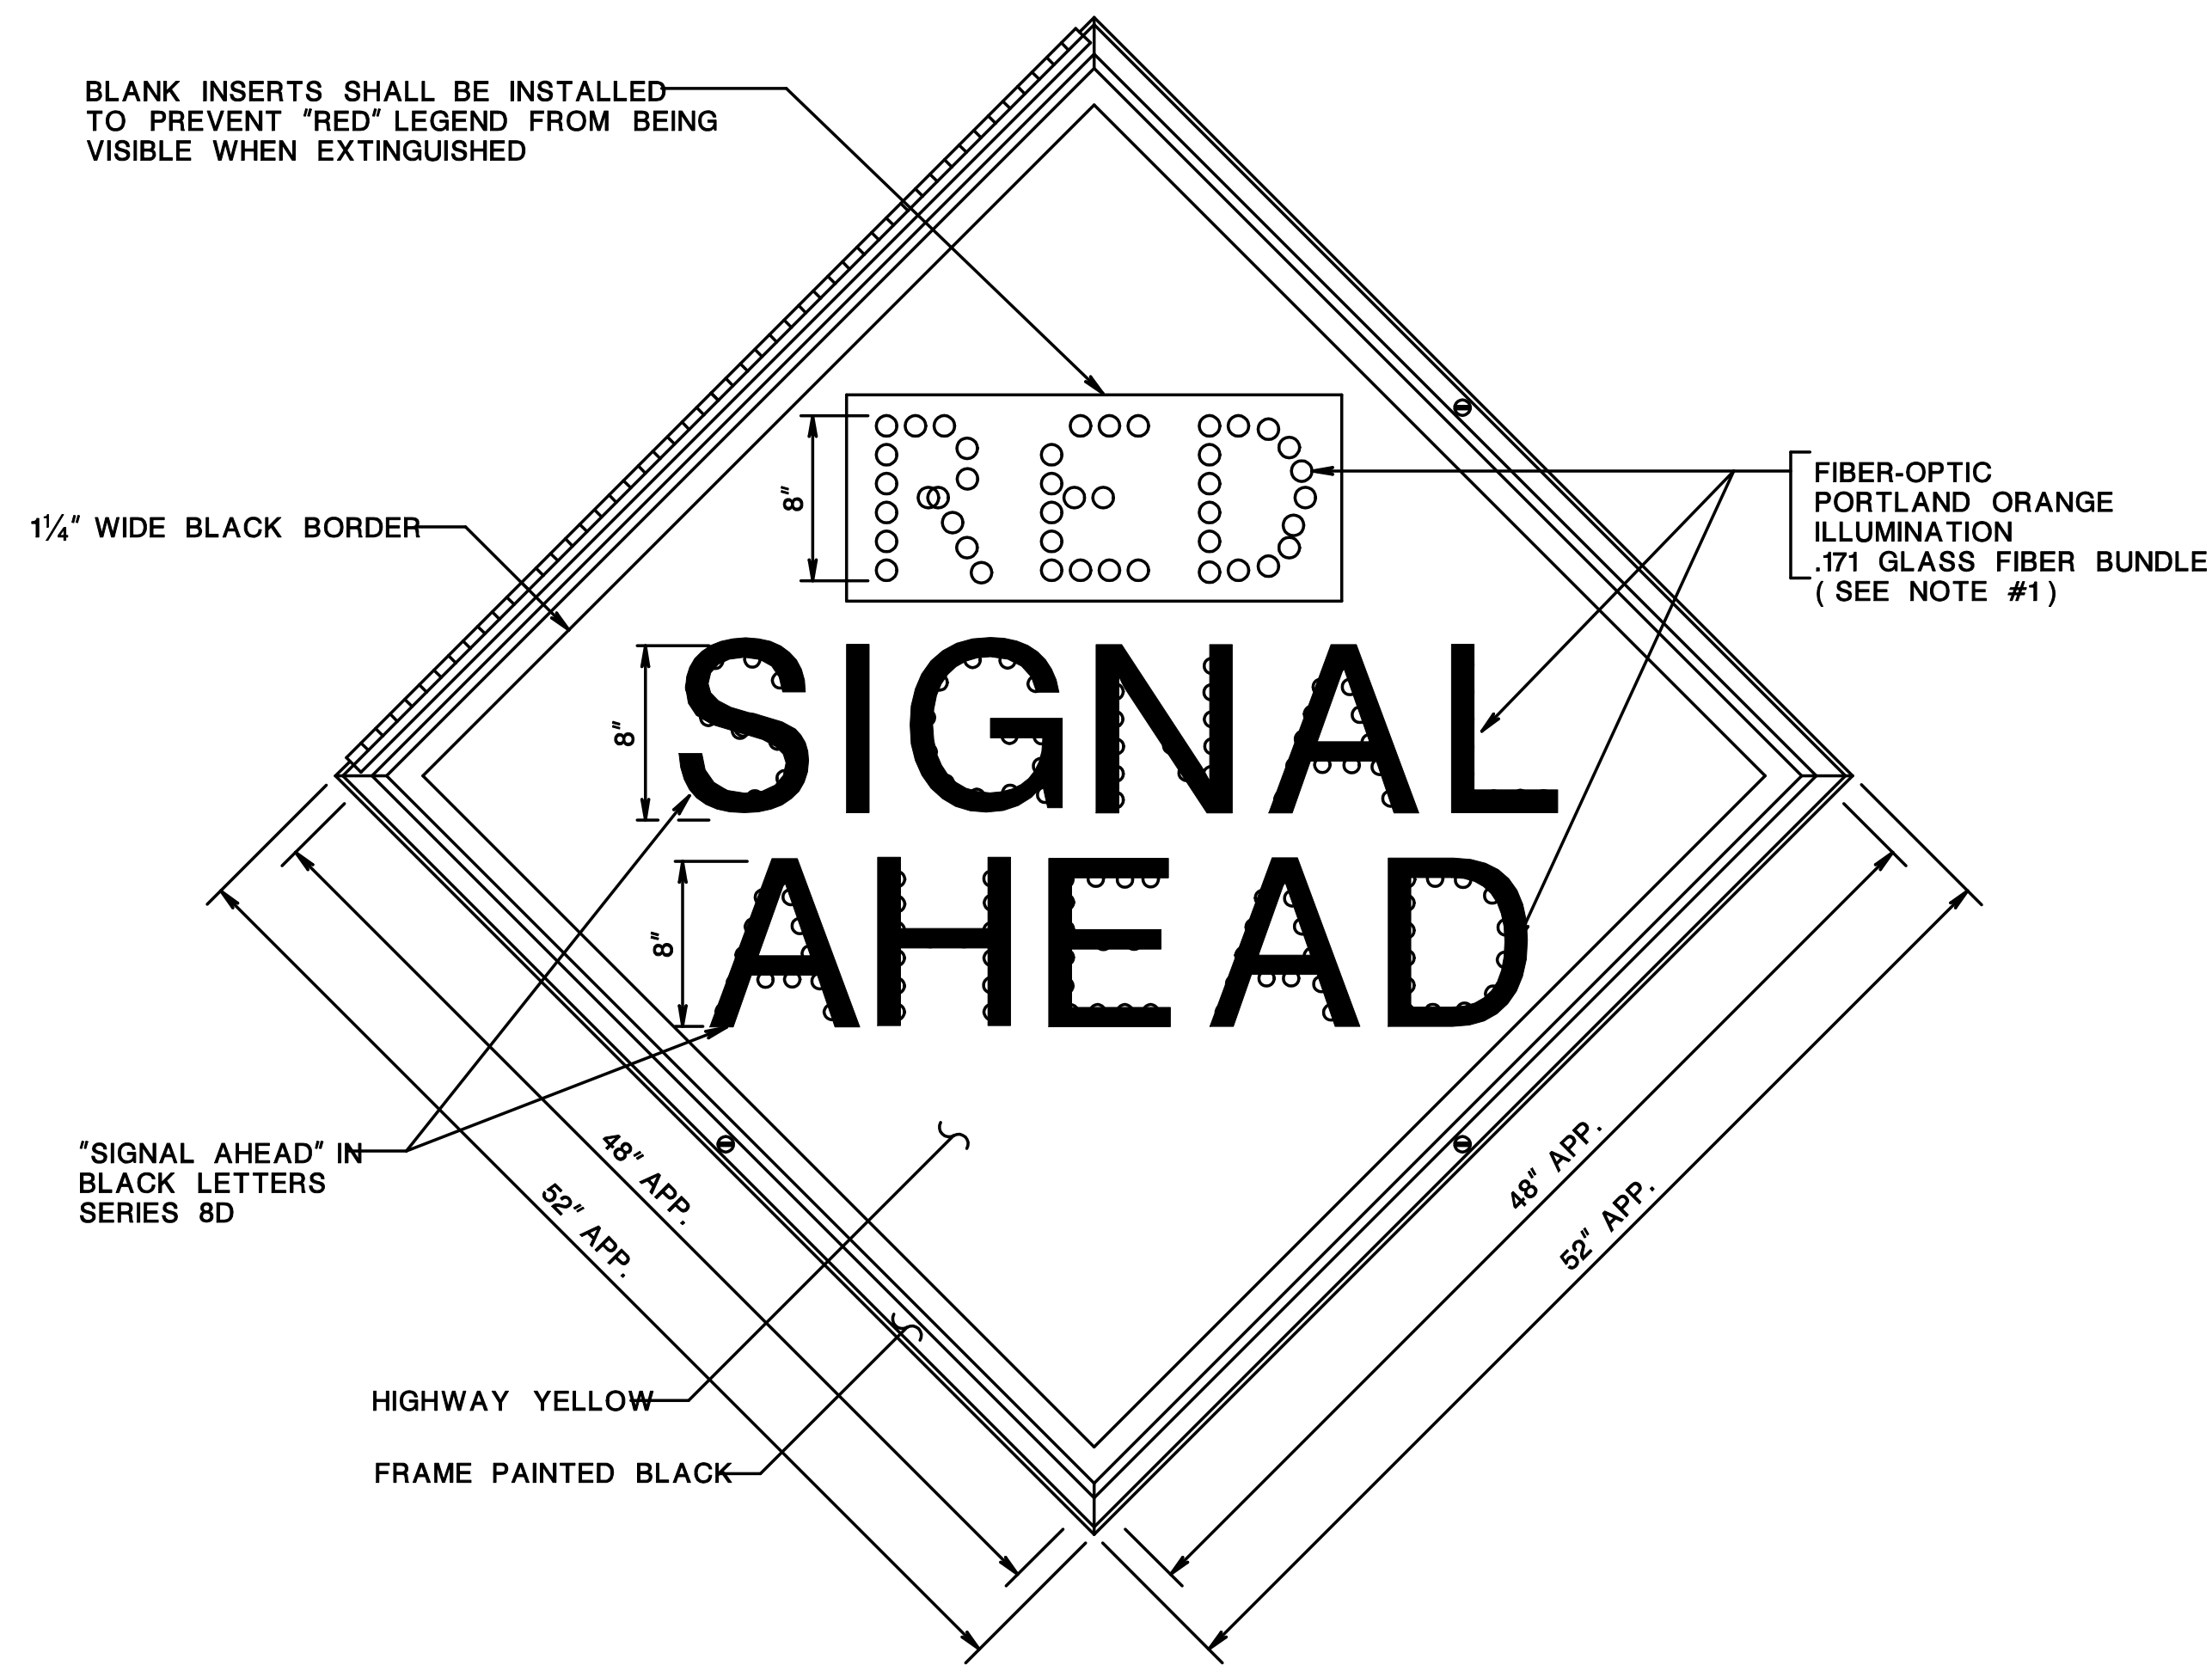 BLANK INSERTS SHALL BE INSTALLED
TO PREVENT "RED" LEGEND FROM BEING
VISIBLE WHEN EXTINGUISHED
1 1/4" WIDE BLACK BORDER
RED
8"
FIBER-OPTIC
PORTLAND ORANGE
ILLUMINATION
.171 GLASS FIBER BUNDLE
( SEE NOTE #1 )
SIGNAL
8"
AHEAD
8"
"SIGNAL AHEAD" IN
BLACK LETTERS
SERIES 8D
48" APP.
52" APP.
48" APP.
52" APP.
HIGHWAY YELLOW
FRAME PAINTED BLACK